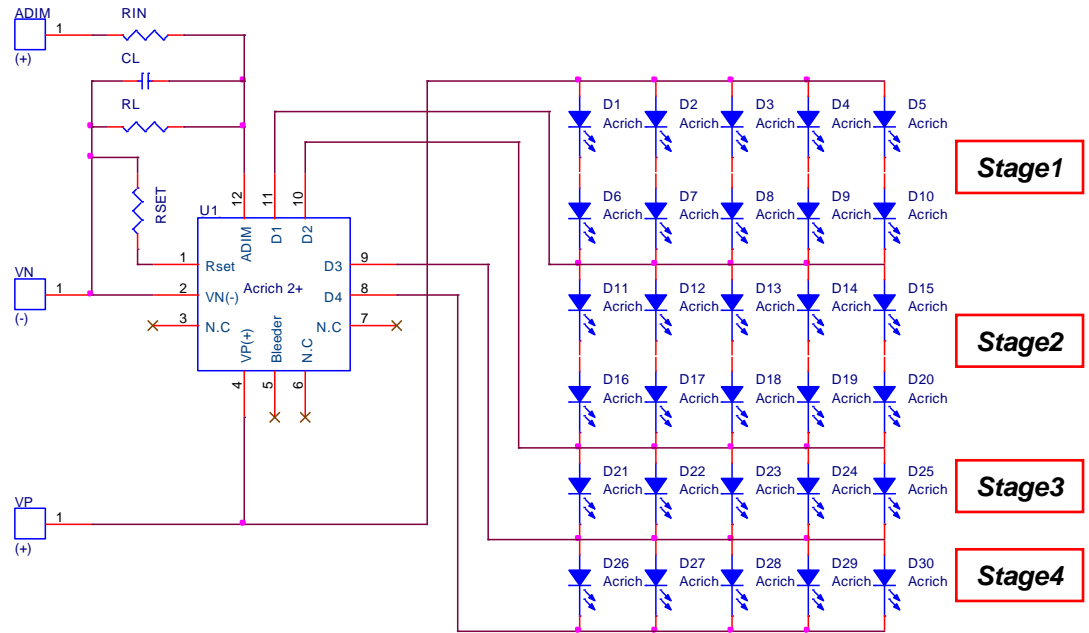 ADIM
1
(+)
RIN
CL
RL
RSET
12
11
10
U1
ADIM
D1
D2
1
Rset
D3
9
VN
1
(-)
2
VN(-)
Acrich 2+
D4
8
3
N.C
N.C
7
VP(+)
Bleeder
N.C
4
5
6
VP
1
(+)
D1
Acrich
D2
Acrich
D3
Acrich
D4
Acrich
D5
Acrich
Stage1
D6
Acrich
D7
Acrich
D8
Acrich
D9
Acrich
D10
Acrich
D11
Acrich
D12
Acrich
D13
Acrich
D14
Acrich
D15
Acrich
Stage2
D16
Acrich
D17
Acrich
D18
Acrich
D19
Acrich
D20
Acrich
D21
Acrich
D22
Acrich
D23
Acrich
D24
Acrich
D25
Acrich
Stage3
D26
Acrich
D27
Acrich
D28
Acrich
D29
Acrich
D30
Acrich
Stage4